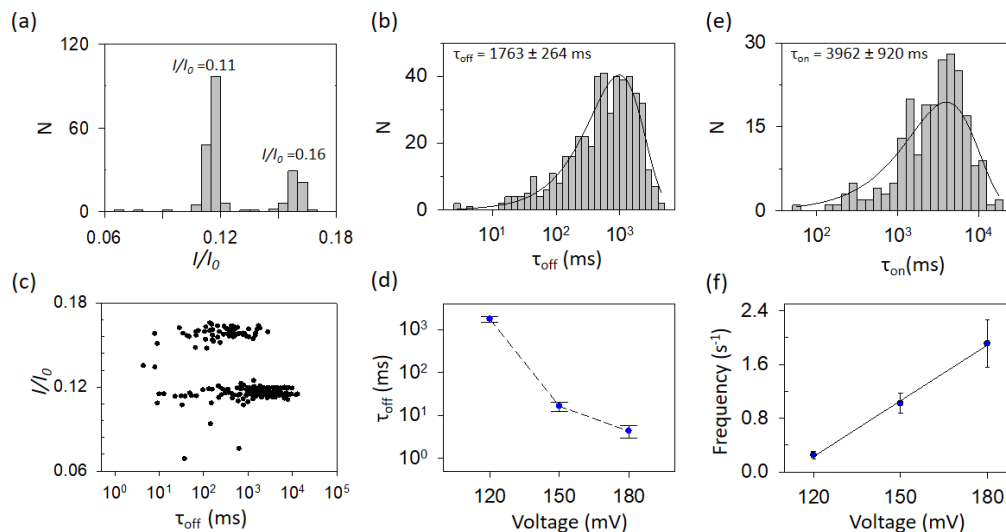 (a)
120
60
0
N
I/I0 =0.11
I/I0 =0.16
0.06
0.12
0.18
I/I0
(b)
τoff = 1763 ± 264 ms
40
20
0
N
10¹
10²
10³
τoff (ms)
(e)
τon = 3962 ± 920 ms
30
15
0
N
10²
10³
10⁴
τon(ms)
(c)
0.18
0.12
0.06
I/I0
10⁰
10¹
10²
10³
10⁴
10⁵
τoff (ms)
(d)
10³
10²
10¹
10⁰
τoff (ms)
120
150
180
Voltage (mV)
(f)
2.4
1.6
0.8
0.0
Frequency (s⁻¹)
120
150
180
Voltage (mV)